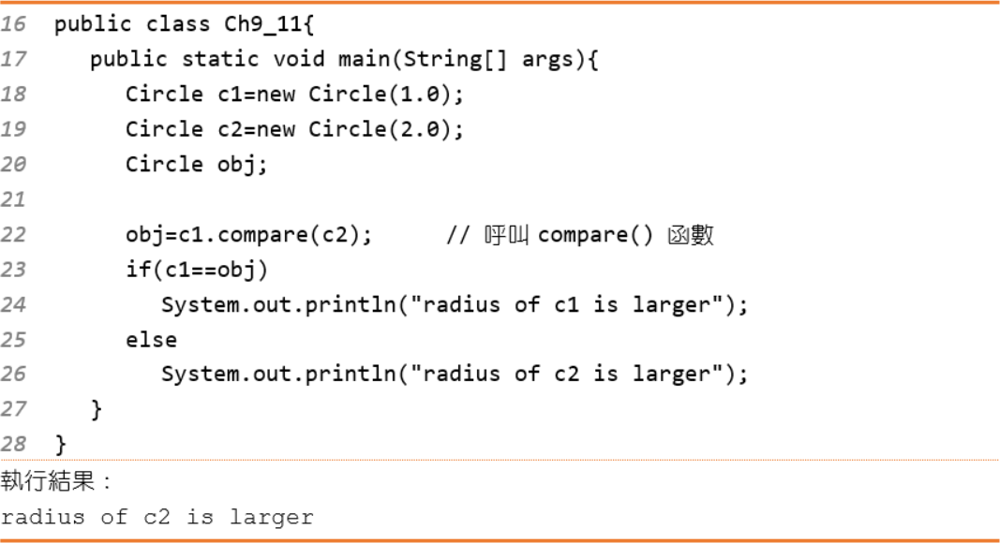 16 public class Ch9_11{
17 public static void main(String[] args){
18 Circle c1=new Circle(1.0);
19 Circle c2=new Circle(2.0);
20 Circle obj;
21
22 obj=c1.compare(c2); // 呼叫 compare() 函數
23 if(c1==obj)
24 System.out.println("radius of c1 is larger");
25 else
26 System.out.println("radius of c2 is larger");
27 }
28 }
執行結果：
radius of c2 is larger